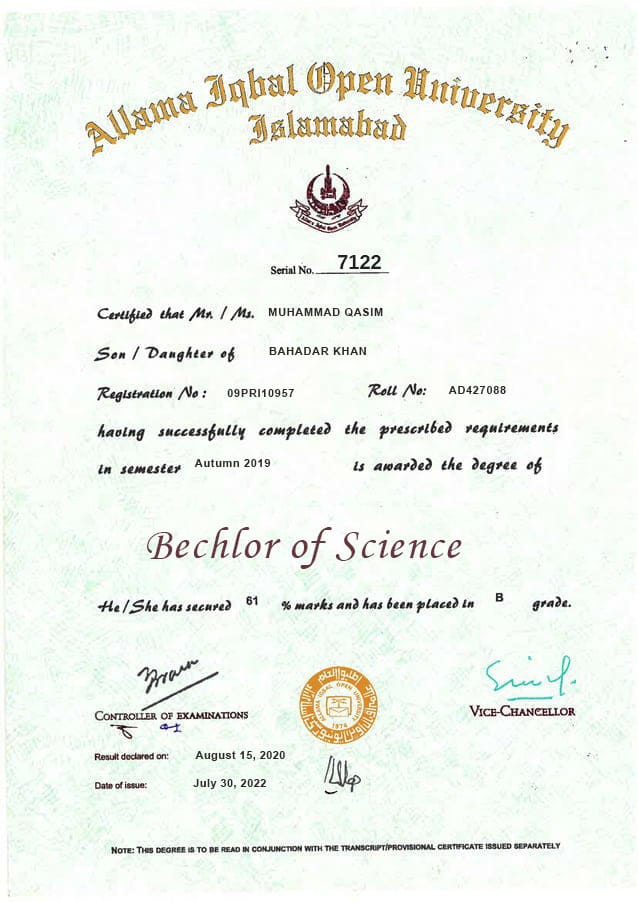 Allama Iqbal Open University
Islamabad
Allama Iqbal Open University
Serial No. 7122
Certified that Mr. / Ms. MUHAMMAD QASIM
Son / Daughter of BAHADAR KHAN
Registration No : 09PRI10957 Roll No: AD427088
having successfully completed the prescribed requirements
in semester Autumn 2019 is awarded the degree of
Bechlor of Science
He / She has secured 61 % marks and has been placed in B grade.
ALLAMA IQBAL OPEN UNIVERSITY
1974
CONTROLLER OF EXAMINATIONS
VICE-CHANCELLOR
Result declared on: August 15, 2020
Date of issue: July 30, 2022
NOTE: THIS DEGREE IS TO BE READ IN CONJUNCTION WITH THE TRANSCRIPT/PROVISIONAL CERTIFICATE ISSUED SEPARATELY